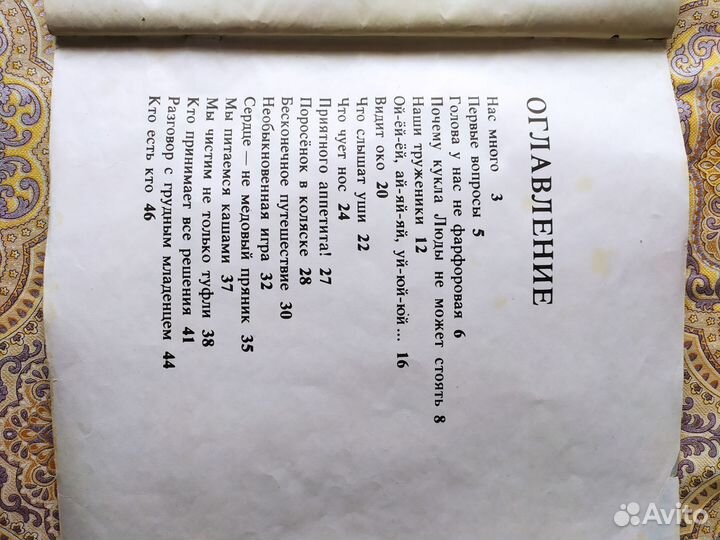 ОГЛАВЛЕНИЕ
Нас много 3
Первые вопросы 5
Голова у нас не фарфоровая 6
Почему кукла Люды не может стоять 8
Наши труженики 12
Ой-ёй-ёй, ай-яй-яй, уй-юй-юй... 16
Видит око 20
Что слышат уши 22
Что чует нос 24
Приятного аппетита! 27
Поросёнок в коляске 28
Бесконечное путешествие 30
Необыкновенная игра 32
Сердце — не медовый пряник 35
Мы питаемся кашами 37
Мы чистим не только туфли 38
Кто принимает все решения 41
Разговор с грудным младенцем 44
Кто есть кто 46
Avito